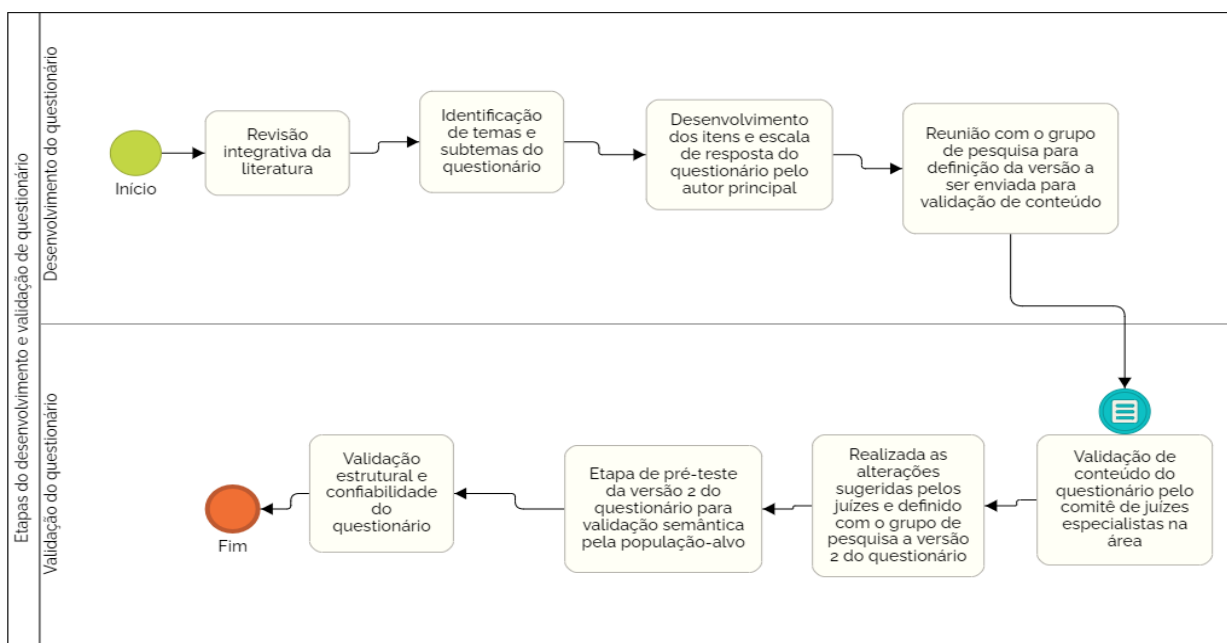 Etapas do desenvolvimento e validação de questionário
Desenvolvimento do questionário
Início
Revisão
integrativa da
literatura
Identificação
de temas e
subtemas do
questionário
Desenvolvimento
dos itens e escala
de resposta do
questionário pelo
autor principal
Reunião com o grupo
de pesquisa para
definição da versão a
ser enviada para
validação de conteúdo
Validação do questionário
Validação de
conteúdo do
questionário pelo
comitê de juízes
especialistas na
área
Realizada as
alterações
sugeridas pelos
juízes e definido
com o grupo de
pesquisa a versão
2 do questionário
Etapa de pré-teste
da versão 2 do
questionário para
validação semântica
pela população-alvo
Validação
estrutural e
confiabilidade
do
questionário
Fim